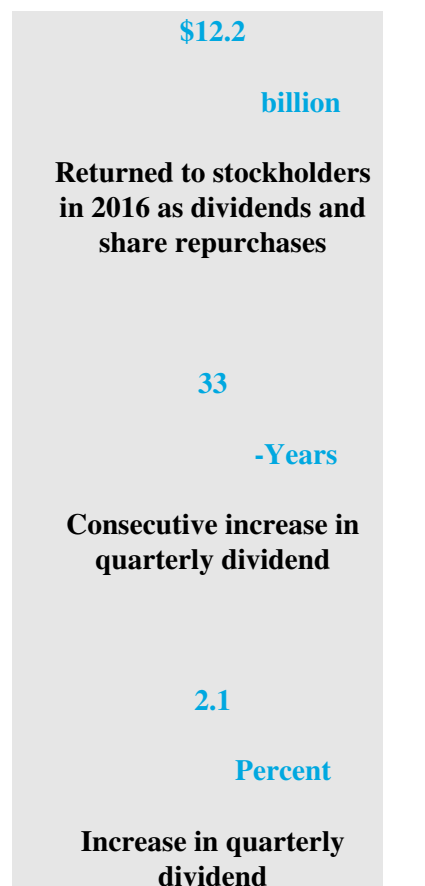 $12.2
billion
Returned to stockholders
in 2016 as dividends and
share repurchases
33
-Years
Consecutive increase in
quarterly dividend
2.1
Percent
Increase in quarterly
dividend